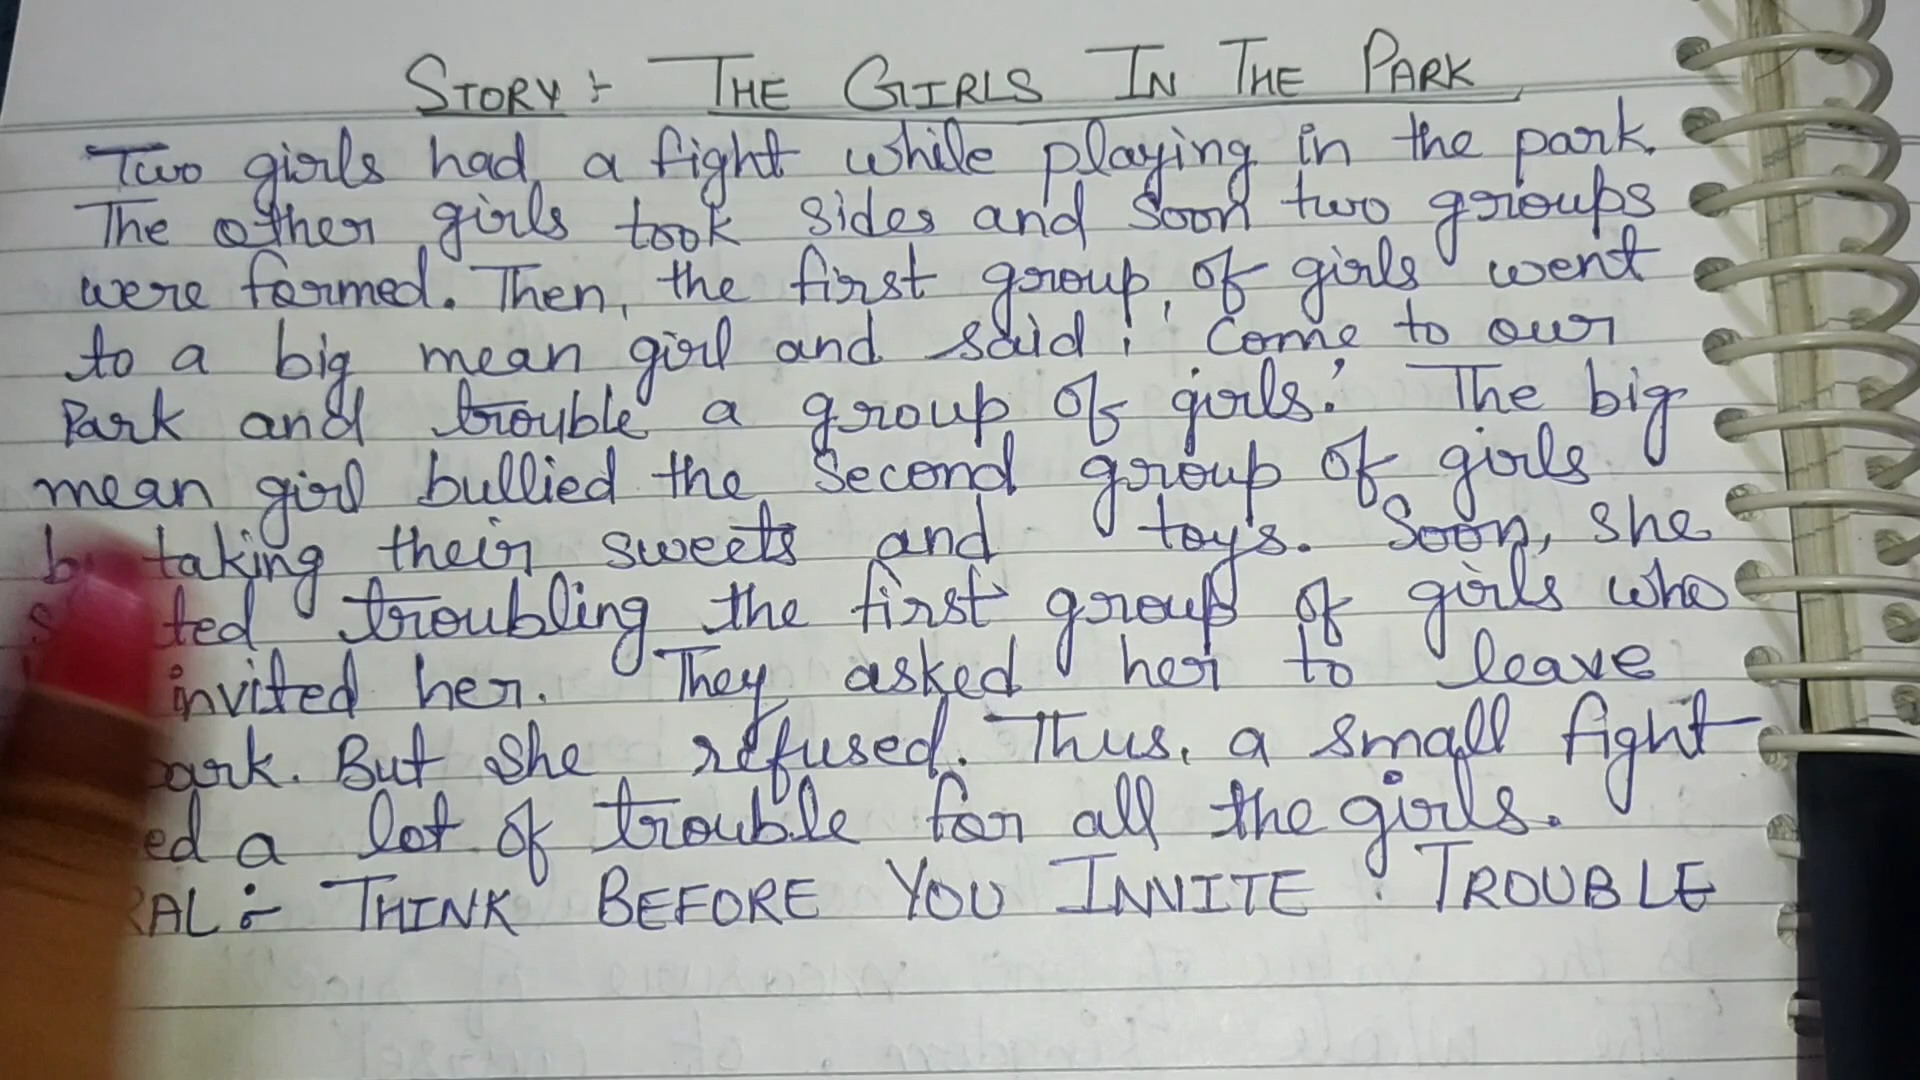 STORY :- THE GIRLS IN THE PARK
Two girls had a fight while playing in the park.
The other girls took sides and soon two groups
were formed. Then, the first group of girls went
to a big mean girl and said, 'Come to our
Park and trouble a group of girls.' The big
mean girl bullied the second group of girls
taking their sweets and toys. Soon, she
troubling the first group of girls who
invited her. They asked her to leave
But she refused. Thus, a small fight
a lot of trouble for all the girls.
THINK BEFORE YOU INVITE TROUBLE